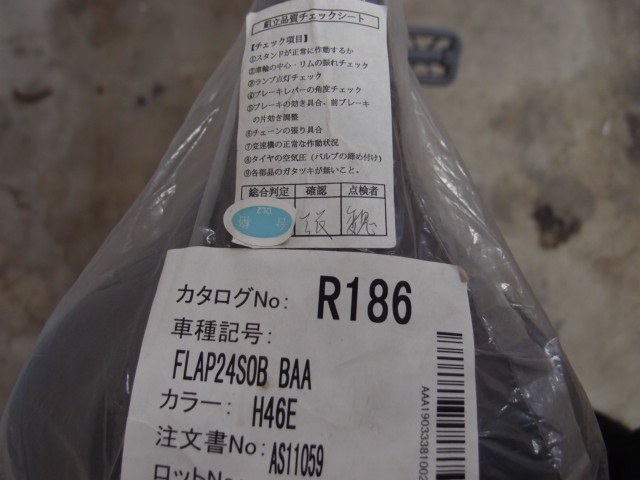 組立品質チェックシート
【チェック項目】
①スタンドが正常に作動するか
②車輪の中心・リムの振れチェック
③ランプ点灯チェック
④ブレーキレバーの角度チェック
⑤ブレーキの効き具合、前ブレーキ
の片効き調整
⑥チェーンの張り具合
⑦変速機の正常な作動状況
⑧タイヤの空気圧（バルブの締め付け）
⑨各部品のガタツキが無いこと。
総合判定 確認 点検者
カタログNo: R186
車種記号:
FLAP24SOB BAA
カラー: H46E
注文書No: AS11059
ロットNo:
AAA19033381002